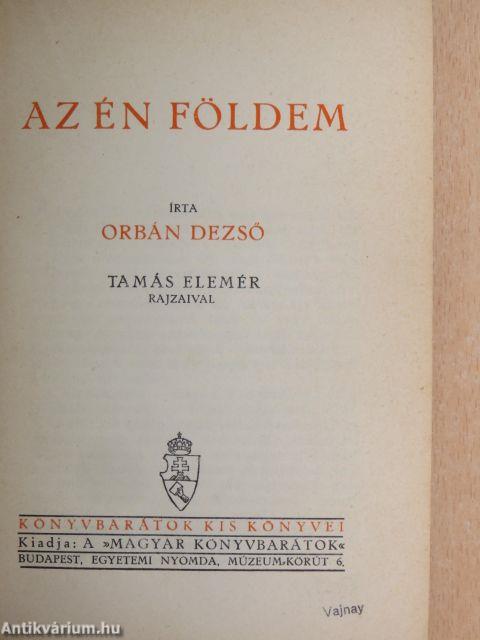 AZ ÉN FÖLDEM
ÍRTA
ORBÁN DEZSŐ
TAMÁS ELEMÉR
RAJZAIVAL
KÖNYVBARÁTOK KIS KÖNYVEI
Kiadja: A »MAGYAR KÖNYVBARÁTOK«
BUDAPEST, EGYETEMI NYOMDA, MÚZEUM-KÖRÚT 6.
Vajnay
Antikvárium.hu